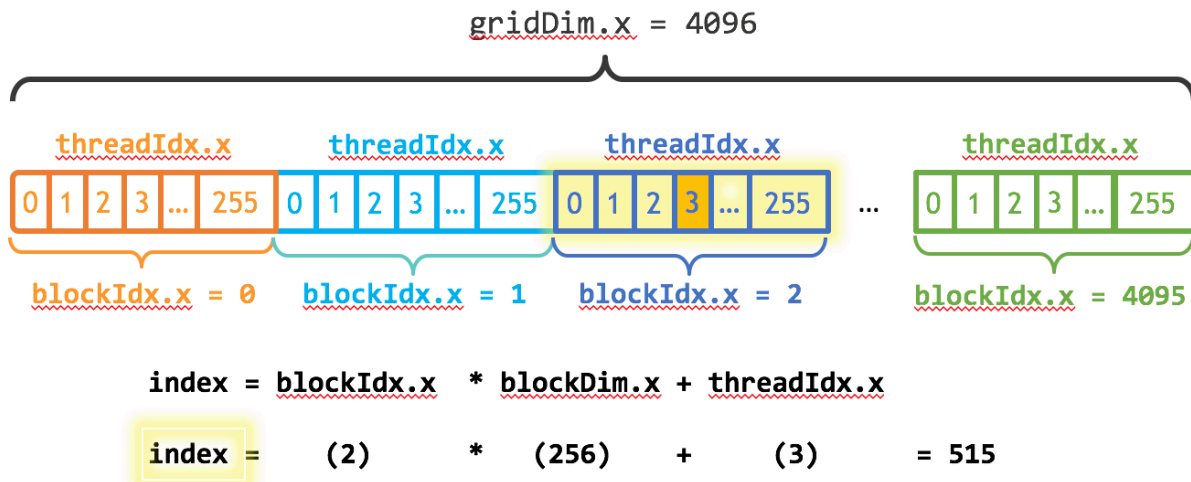 gridDim.x = 4096
threadIdx.x threadIdx.x threadIdx.x threadIdx.x
0 1 2 3 ... 255 0 1 2 3 ... 255 0 1 2 3 ... 255 ... 0 1 2 3 ... 255
blockIdx.x = 0 blockIdx.x = 1 blockIdx.x = 2 blockIdx.x = 4095
index = blockIdx.x * blockDim.x + threadIdx.x
index = (2) * (256) + (3) = 515